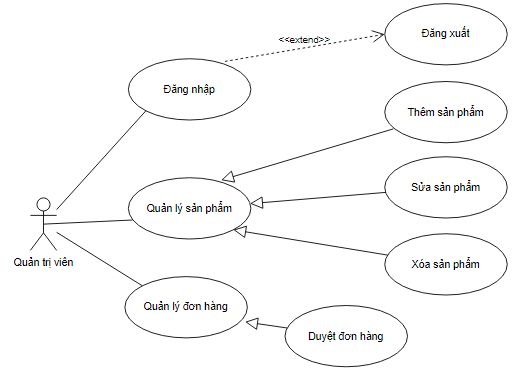 <<extend>>
Đăng xuất
Đăng nhập
Thêm sản phẩm
Sửa sản phẩm
Quản lý sản phẩm
Quản trị viên
Xóa sản phẩm
Quản lý đơn hàng
Duyệt đơn hàng